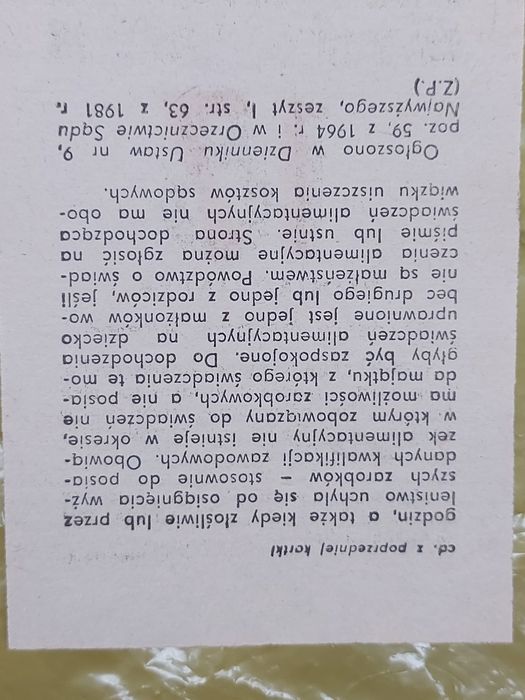 cd. z poprzedniej kartki
godzin, a także kiedy złośliwie lub przez
lenistwo uchyla się od osiągnięcia wyż-
szych zarobków — stosownie do posia-
danych kwalifikacji zawodowych. Obowią-
zek alimentacyjny nie istnieje w okresie,
w którym zobowiązany do świadczeń nie
ma możliwości zarobkowych, a nie posia-
da majątku, z którego świadczenia te mo-
głyby być zaspokojone. Do dochodzenia
świadczeń alimentacyjnych na dziecko
uprawnione jest jedno z małżonków wo-
bec drugiego lub jedno z rodziców, jeśli
nie są małżeństwem. Powództwo o świad-
czenia alimentacyjne można zgłosić na
piśmie lub ustnie. Strona dochodząca
świadczeń alimentacyjnych nie ma obo-
wiązku uiszczenia kosztów sądowych.
Ogłoszono w Dzienniku Ustaw nr 9,
poz. 59, z 1964 r. i w Orzecznictwie Sądu
Najwyższego, zeszyt I, str. 63, z 1981 r.
(Z.P.)